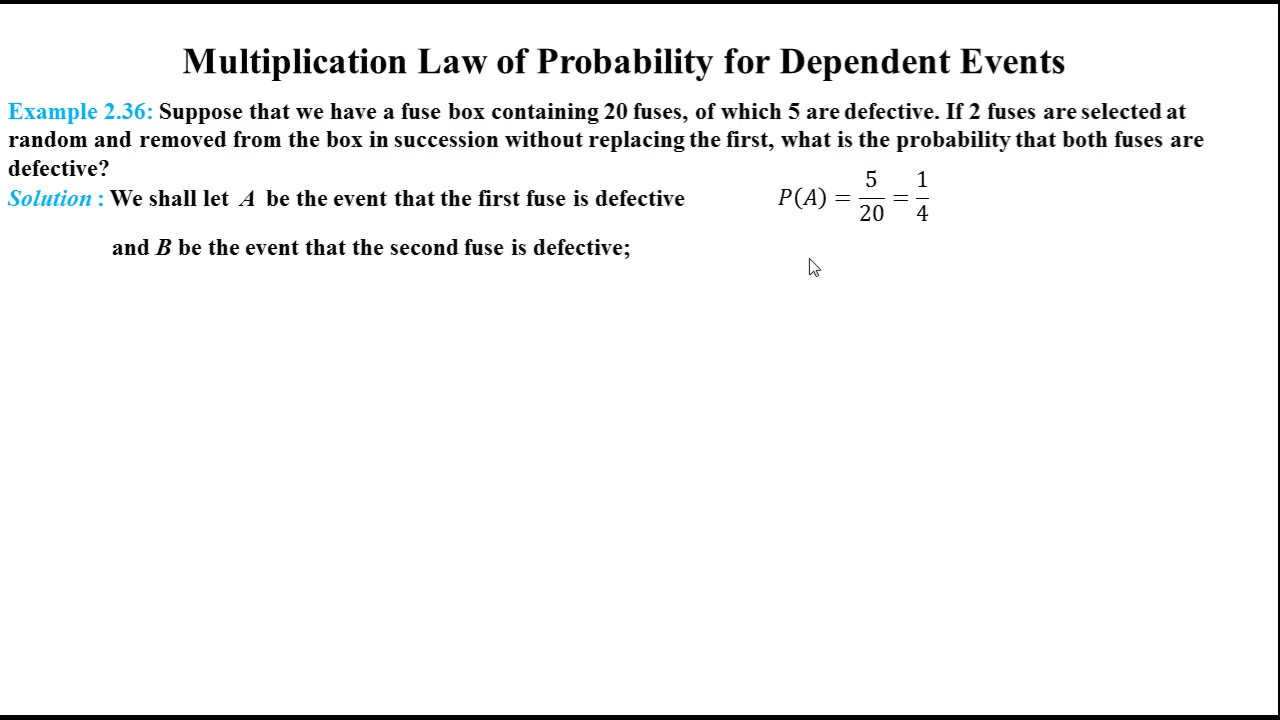 Multiplication Law of Probability for Dependent Events
Example 2.36: Suppose that we have a fuse box containing 20 fuses, of which 5 are defective. If 2 fuses are selected at
random and removed from the box in succession without replacing the first, what is the probability that both fuses are
defective?
Solution : We shall let A be the event that the first fuse is defective
P(A) = 5/20 = 1/4
and B be the event that the second fuse is defective;